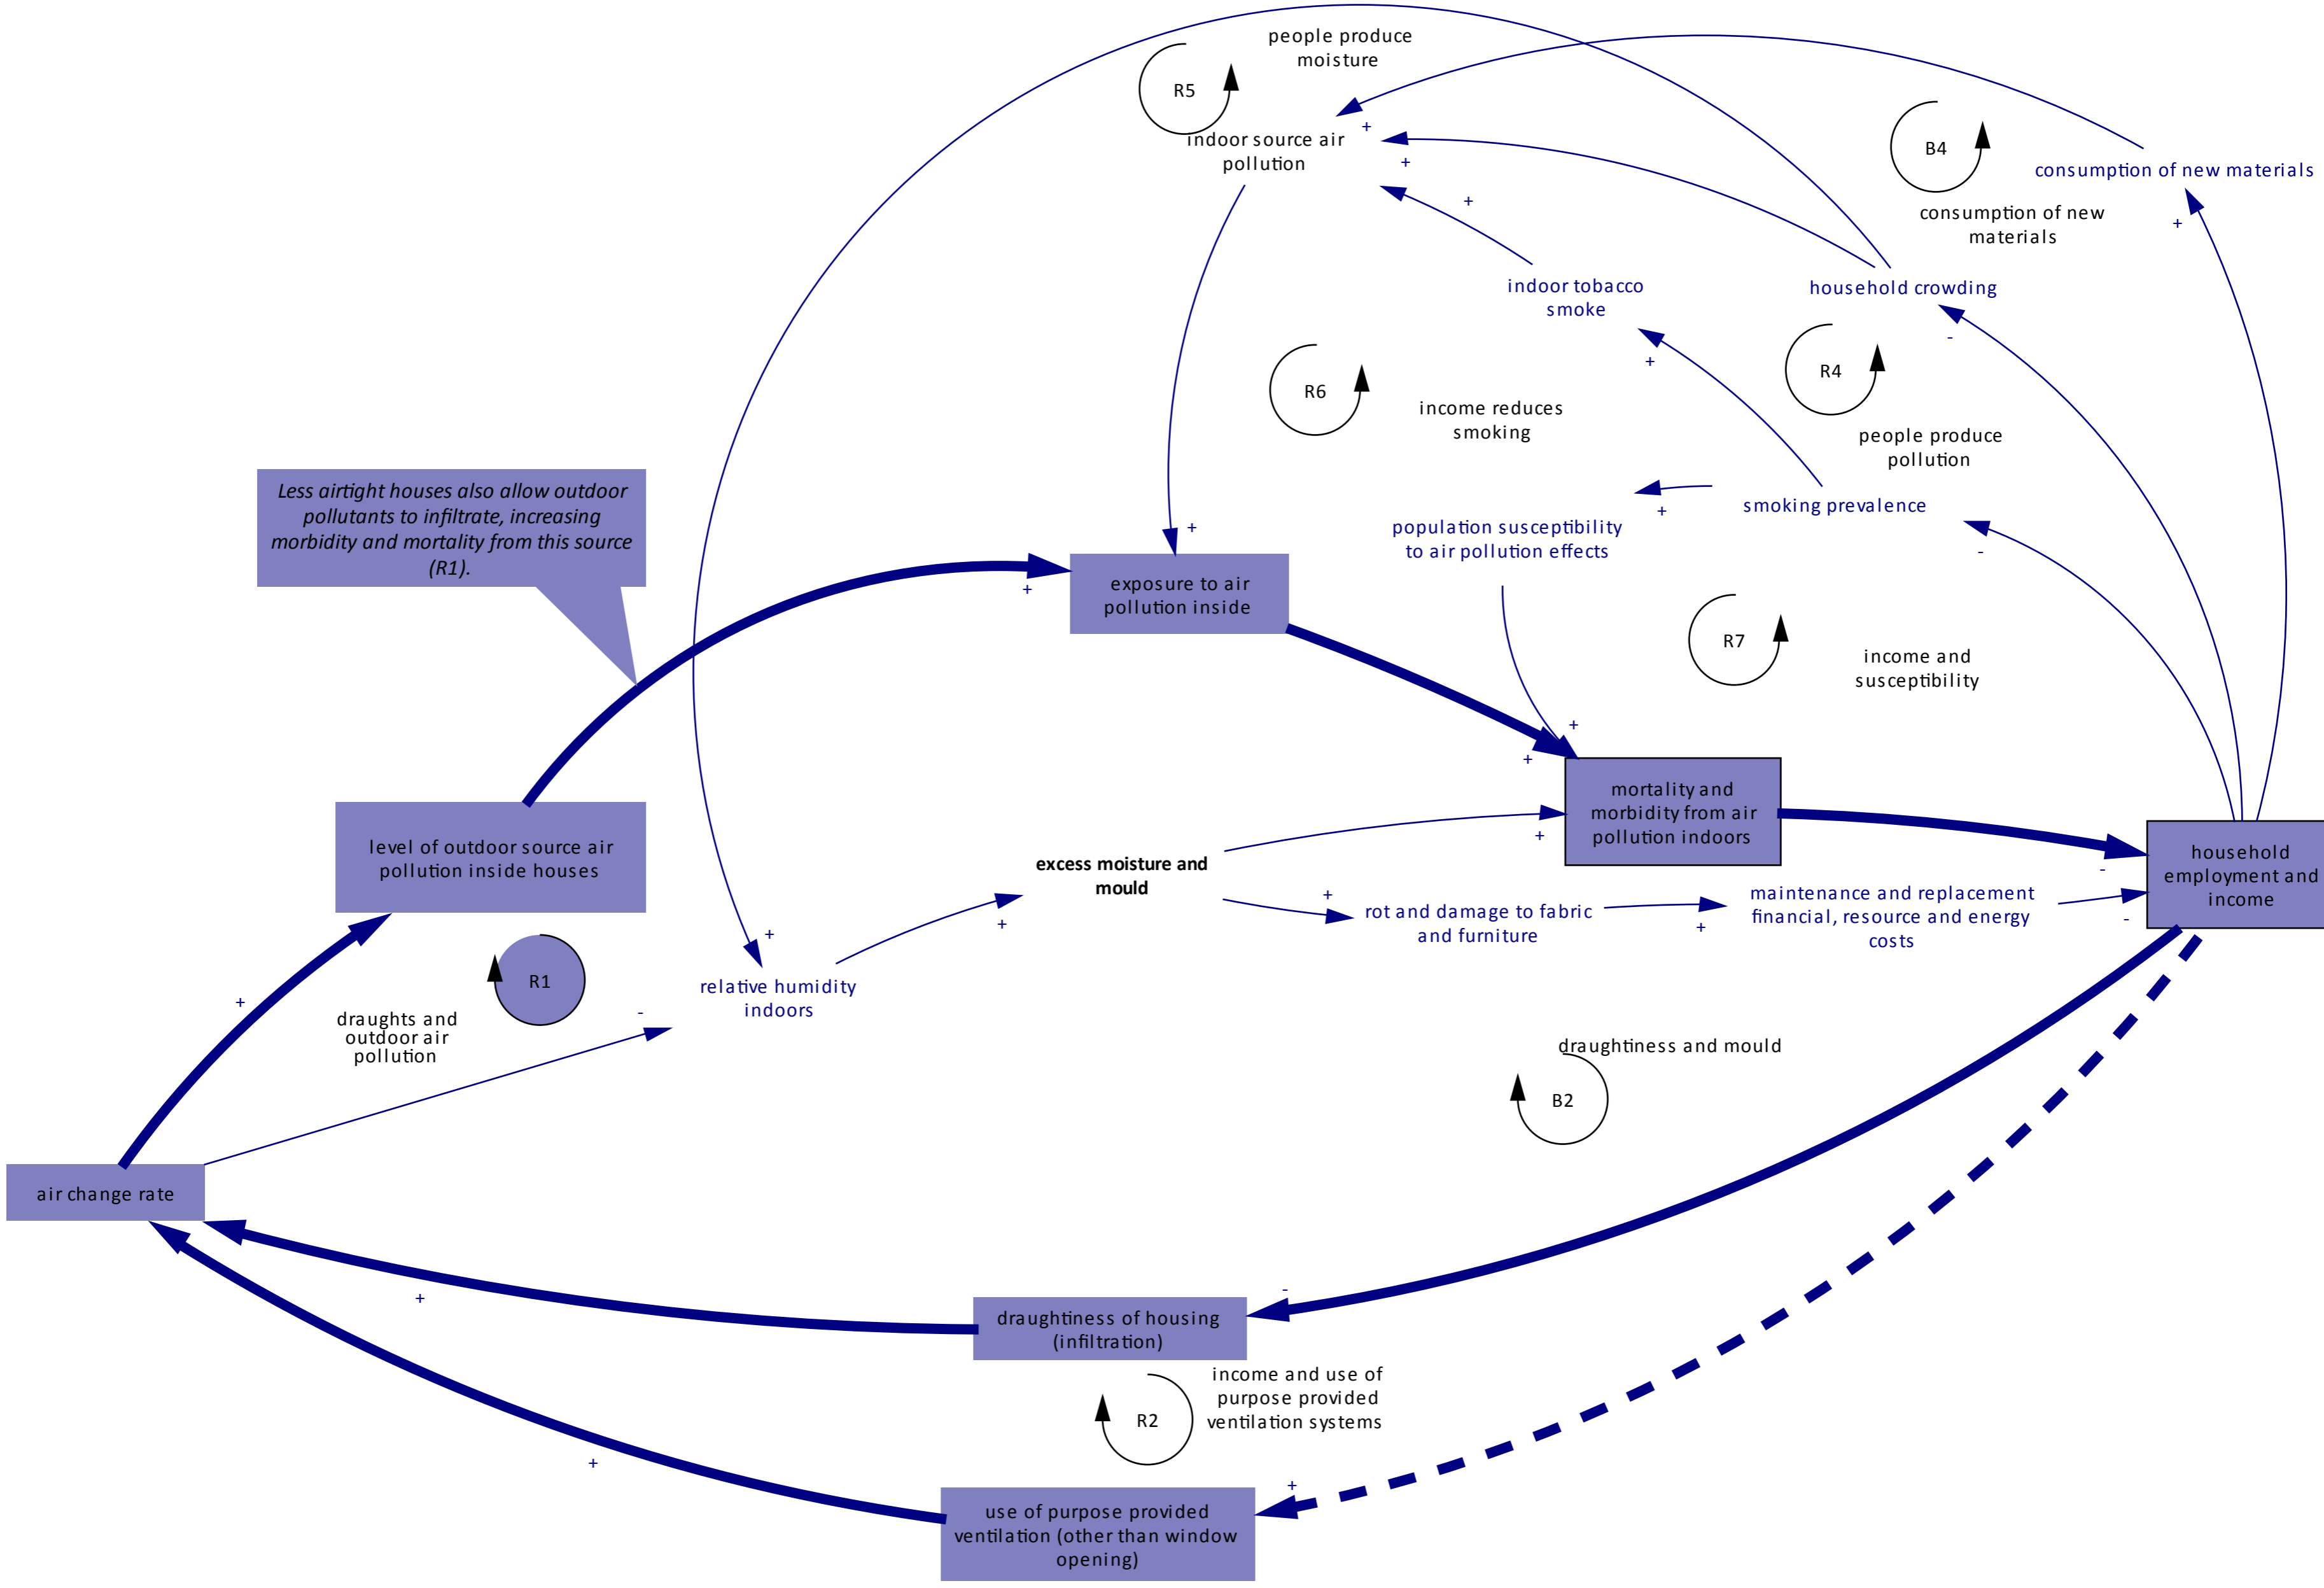 people produce
moisture
R5
indoor source air
pollution
+
+
+
B4
consumption of new materials
consumption of new
materials
+
indoor tobacco
smoke
household crowding
-
+
R4
R6
income reduces
smoking
people produce
pollution
Less airtight houses also allow outdoor
pollutants to infiltrate, increasing
morbidity and mortality from this source
(R1).
smoking prevalence
+
-
population susceptibility
to air pollution effects
+
+
exposure to air
pollution inside
R7
income and
susceptibility
+
+
mortality and
morbidity from air
pollution indoors
level of outdoor source air
pollution inside houses
+
-
household
employment and
income
excess moisture and
mould
+
+
+
rot and damage to fabric
and furniture
+
maintenance and replacement
financial, resource and energy
costs
-
+
relative humidity
indoors
R1
+
-
draughts and
outdoor air
pollution
draughtiness and mould
B2
air change rate
+
-
draughtiness of housing
(infiltration)
income and use of
purpose provided
ventilation systems
R2
+
+
use of purpose provided
ventilation (other than window
opening)